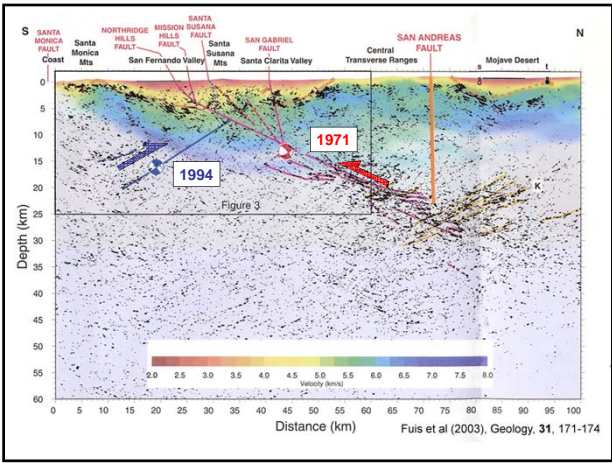 S
N
SANTA
MONICA
FAULT
Coast
Santa
Monica
Mts
NORTHRIDGE
HILLS
FAULT
MISSION
HILLS
FAULT
San Fernando Valley
SANTA
SUSANA
FAULT
Santa
Susana
Mts
SAN GABRIEL
FAULT
Santa Clarita Valley
Central
Transverse Ranges
SAN ANDREAS
FAULT
Mojave Desert
s
t
0
5
10
15
20
25
30
35
40
45
50
55
60
Depth (km)
1971
1994
K
Figure 3
2.0 2.5 3.0 3.5 4.0 4.5 5.0 5.5 6.0 6.5 7.0 7.5 8.0
Velocity (km/s)
0 5 10 15 20 25 30 35 40 45 50 55 60 65 70 75 80 85 90 95 100
Distance (km)
Fuis et al (2003), Geology, 31, 171-174